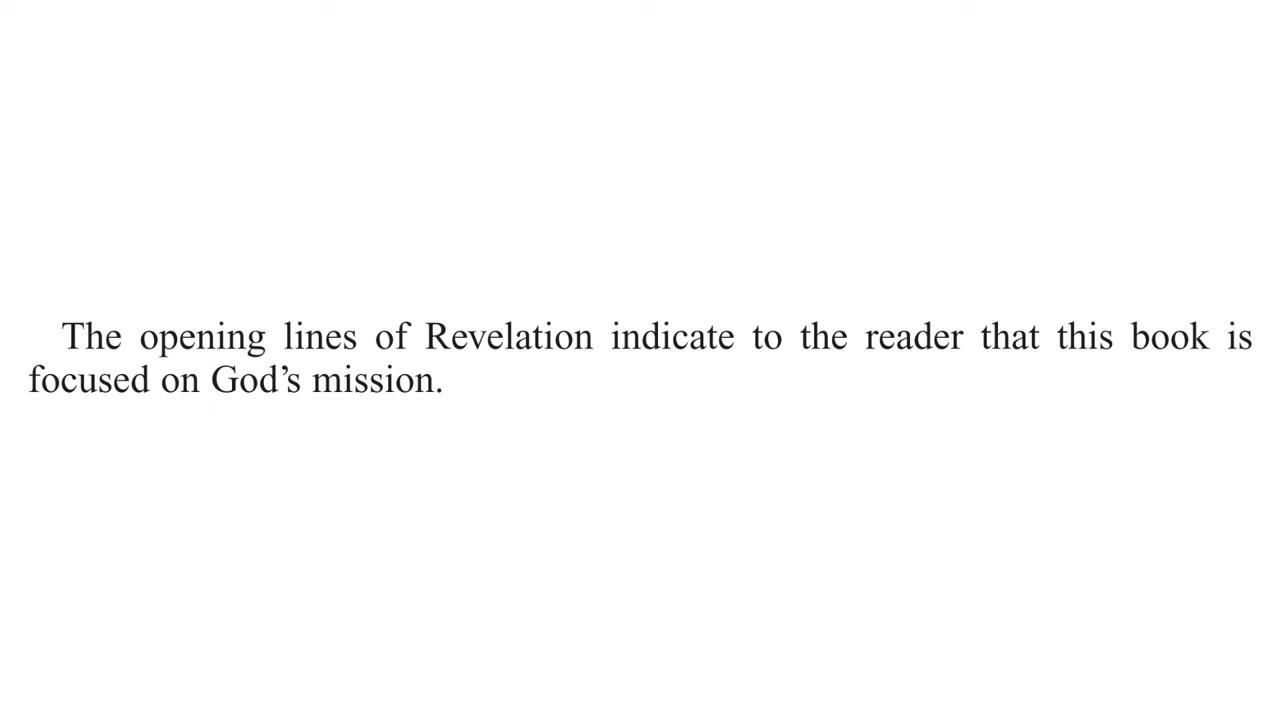 The opening lines of Revelation indicate to the reader that this book is
focused on God’s mission.